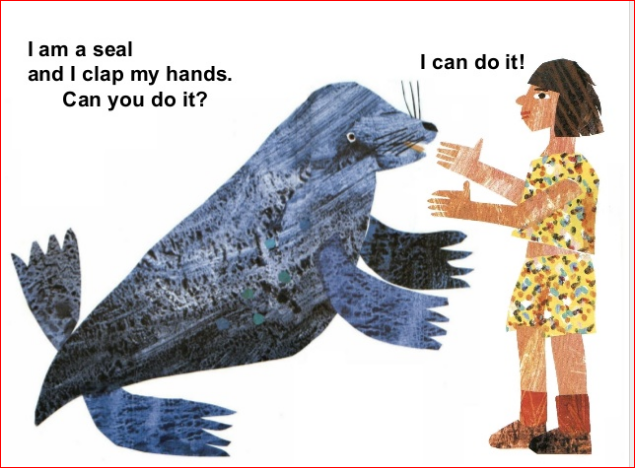 I am a seal
and I clap my hands.
Can you do it?
I can do it!